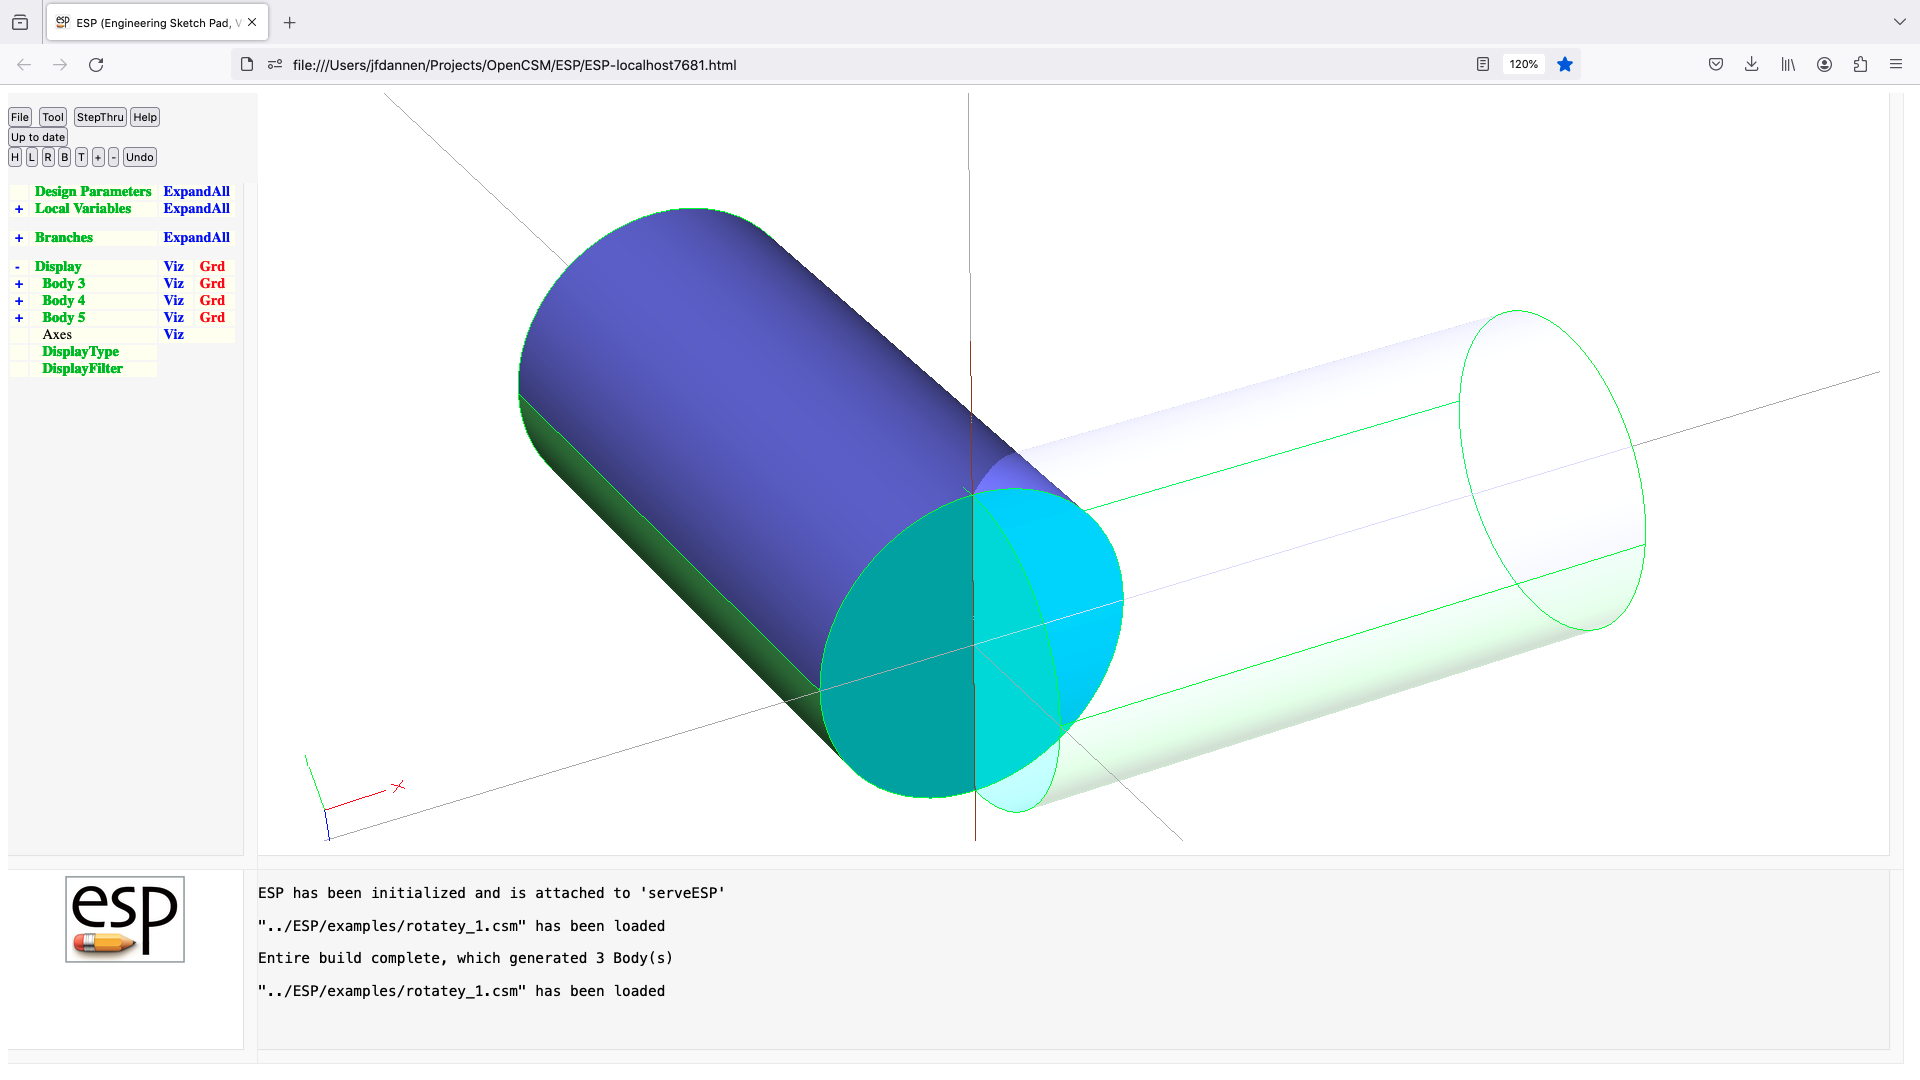 ESP (Engineering Sketch Pad, V
file:///Users/jfdannen/Projects/OpenCSM/ESP/ESP-localhost7681.html
120%
File Tool StepThru Help
Up to date
H L R B T + - Undo
Design Parameters ExpandAll
+ Local Variables ExpandAll
+ Branches ExpandAll
- Display Viz Grd
+ Body 3 Viz Grd
+ Body 4 Viz Grd
+ Body 5 Viz Grd
Axes Viz
DisplayType
DisplayFilter
X
esp
ESP has been initialized and is attached to 'serveESP'
"../ESP/examples/rotatey_1.csm" has been loaded
Entire build complete, which generated 3 Body(s)
"../ESP/examples/rotatey_1.csm" has been loaded